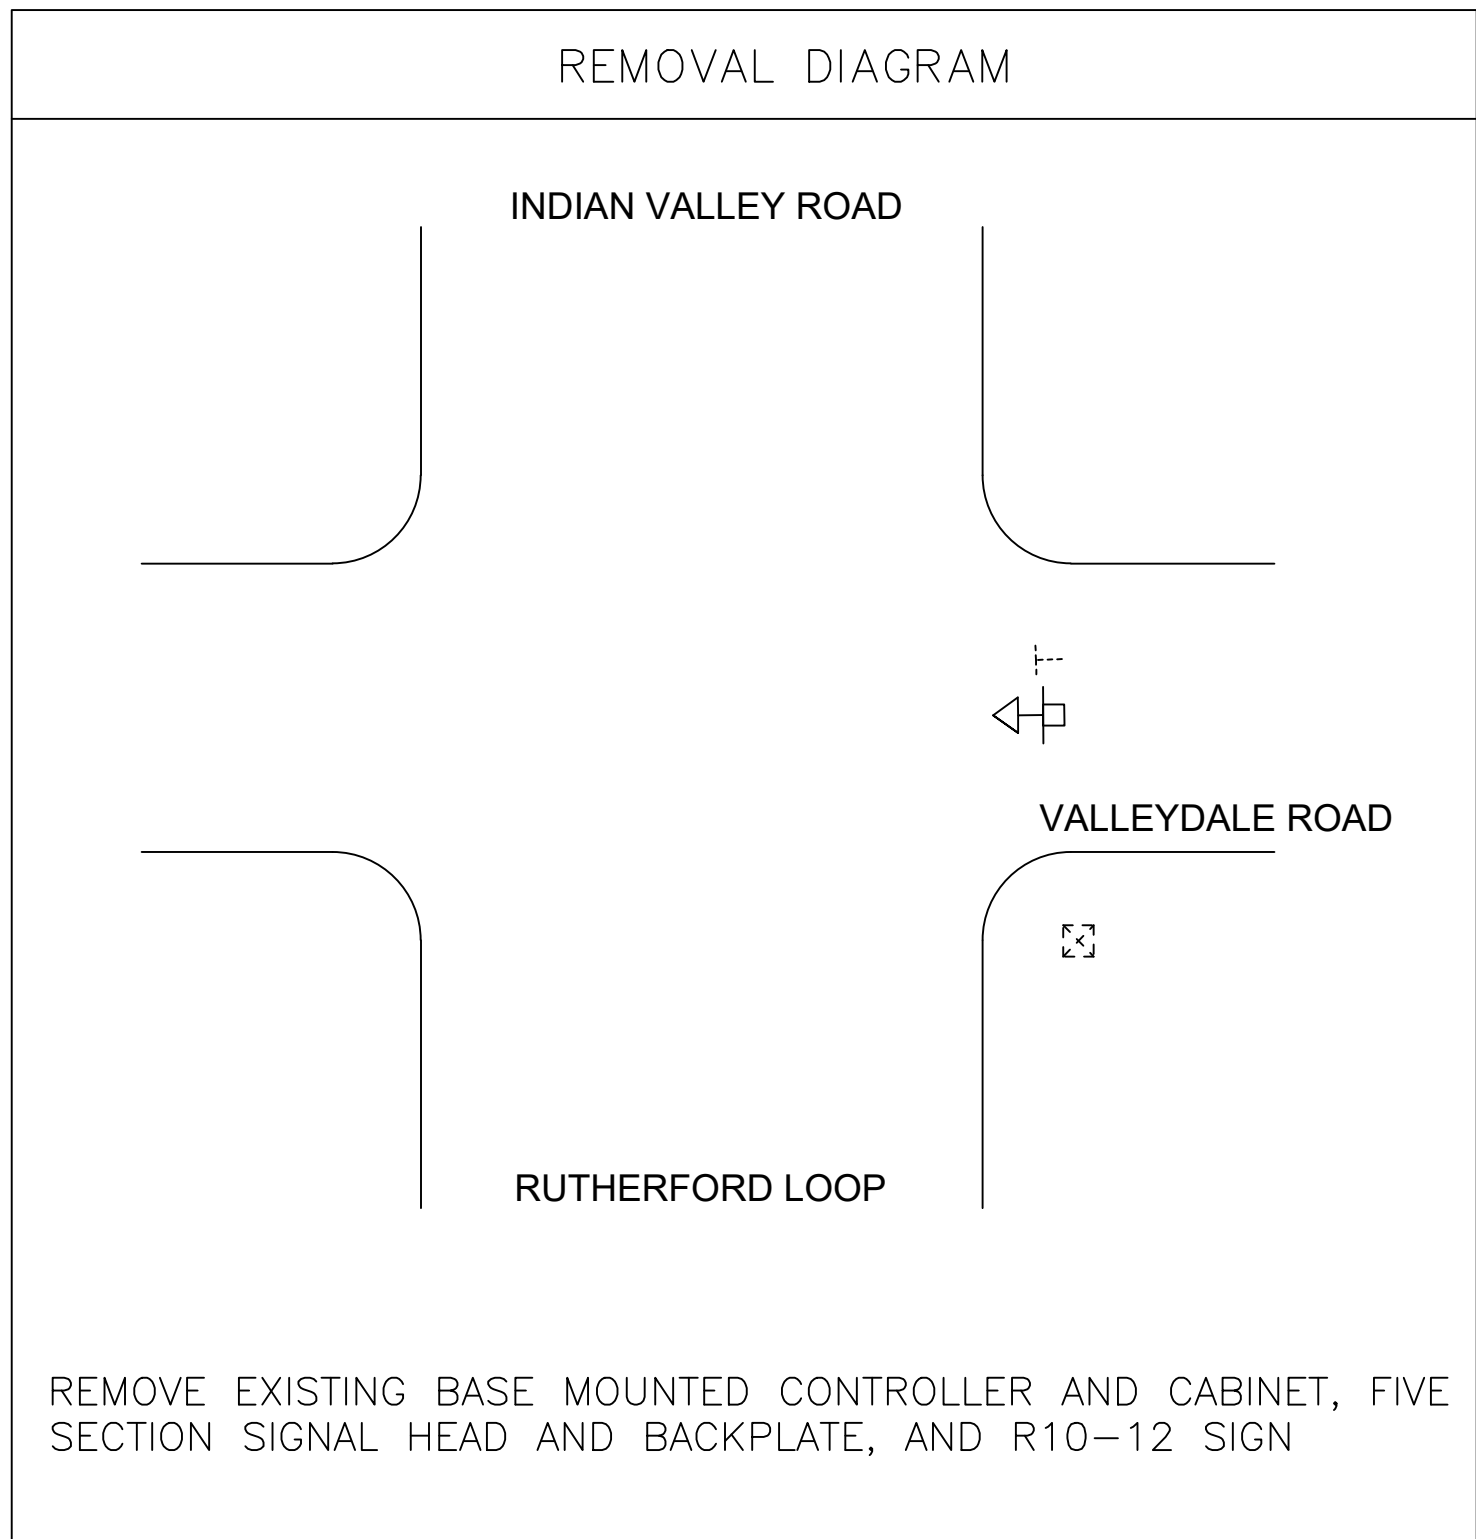 REMOVAL DIAGRAM
INDIAN VALLEY ROAD
VALLEYDALE ROAD
RUTHERFORD LOOP
REMOVE EXISTING BASE MOUNTED CONTROLLER AND CABINET, FIVE
SECTION SIGNAL HEAD AND BACKPLATE, AND R10-12 SIGN